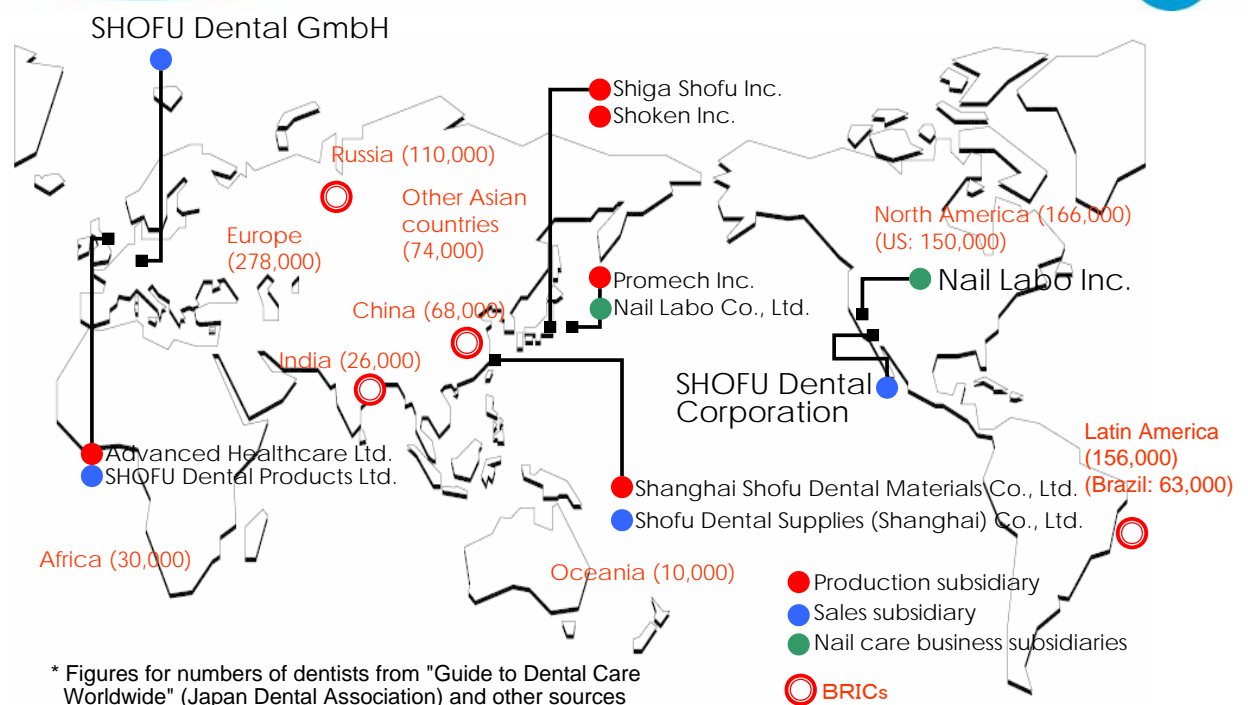 SHOFU Dental GmbH
Shiga Shofu Inc.
Shoken Inc.
Russia (110,000)
Other Asian
countries
(74,000)
North America (166,000)
(US: 150,000)
Europe
(278,000)
Promech Inc.
Nail Labo Co., Ltd.
Nail Labo Inc.
China (68,000)
India (26,000)
SHOFU Dental
Corporation
Latin America
(156,000)
(Brazil: 63,000)
Advanced Healthcare Ltd.
SHOFU Dental Products Ltd.
Shanghai Shofu Dental Materials Co., Ltd.
Shofu Dental Supplies (Shanghai) Co., Ltd.
Africa (30,000)
Oceania (10,000)
Production subsidiary
Sales subsidiary
Nail care business subsidiaries
BRICs
* Figures for numbers of dentists from "Guide to Dental Care
Worldwide" (Japan Dental Association) and other sources